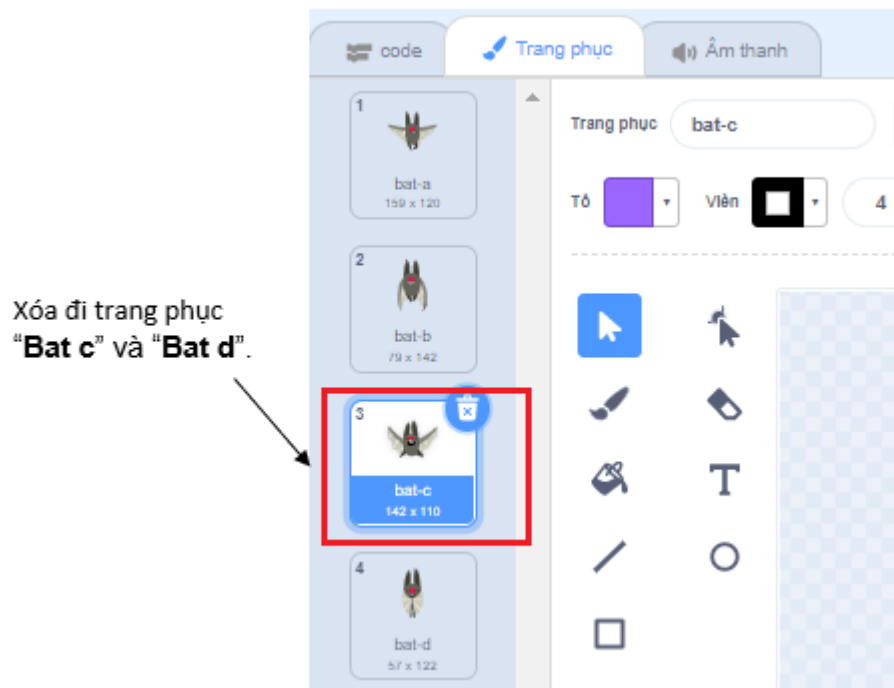 code
Trang phục
Âm thanh
1
bat-a
159 x 120
2
bat-b
79 x 142
3
bat-c
142 x 110
4
bat-d
57 x 122
Trang phục
bat-c
Tô
Viền
4
Xóa đi trang phục
“Bat c” và “Bat d”.
T